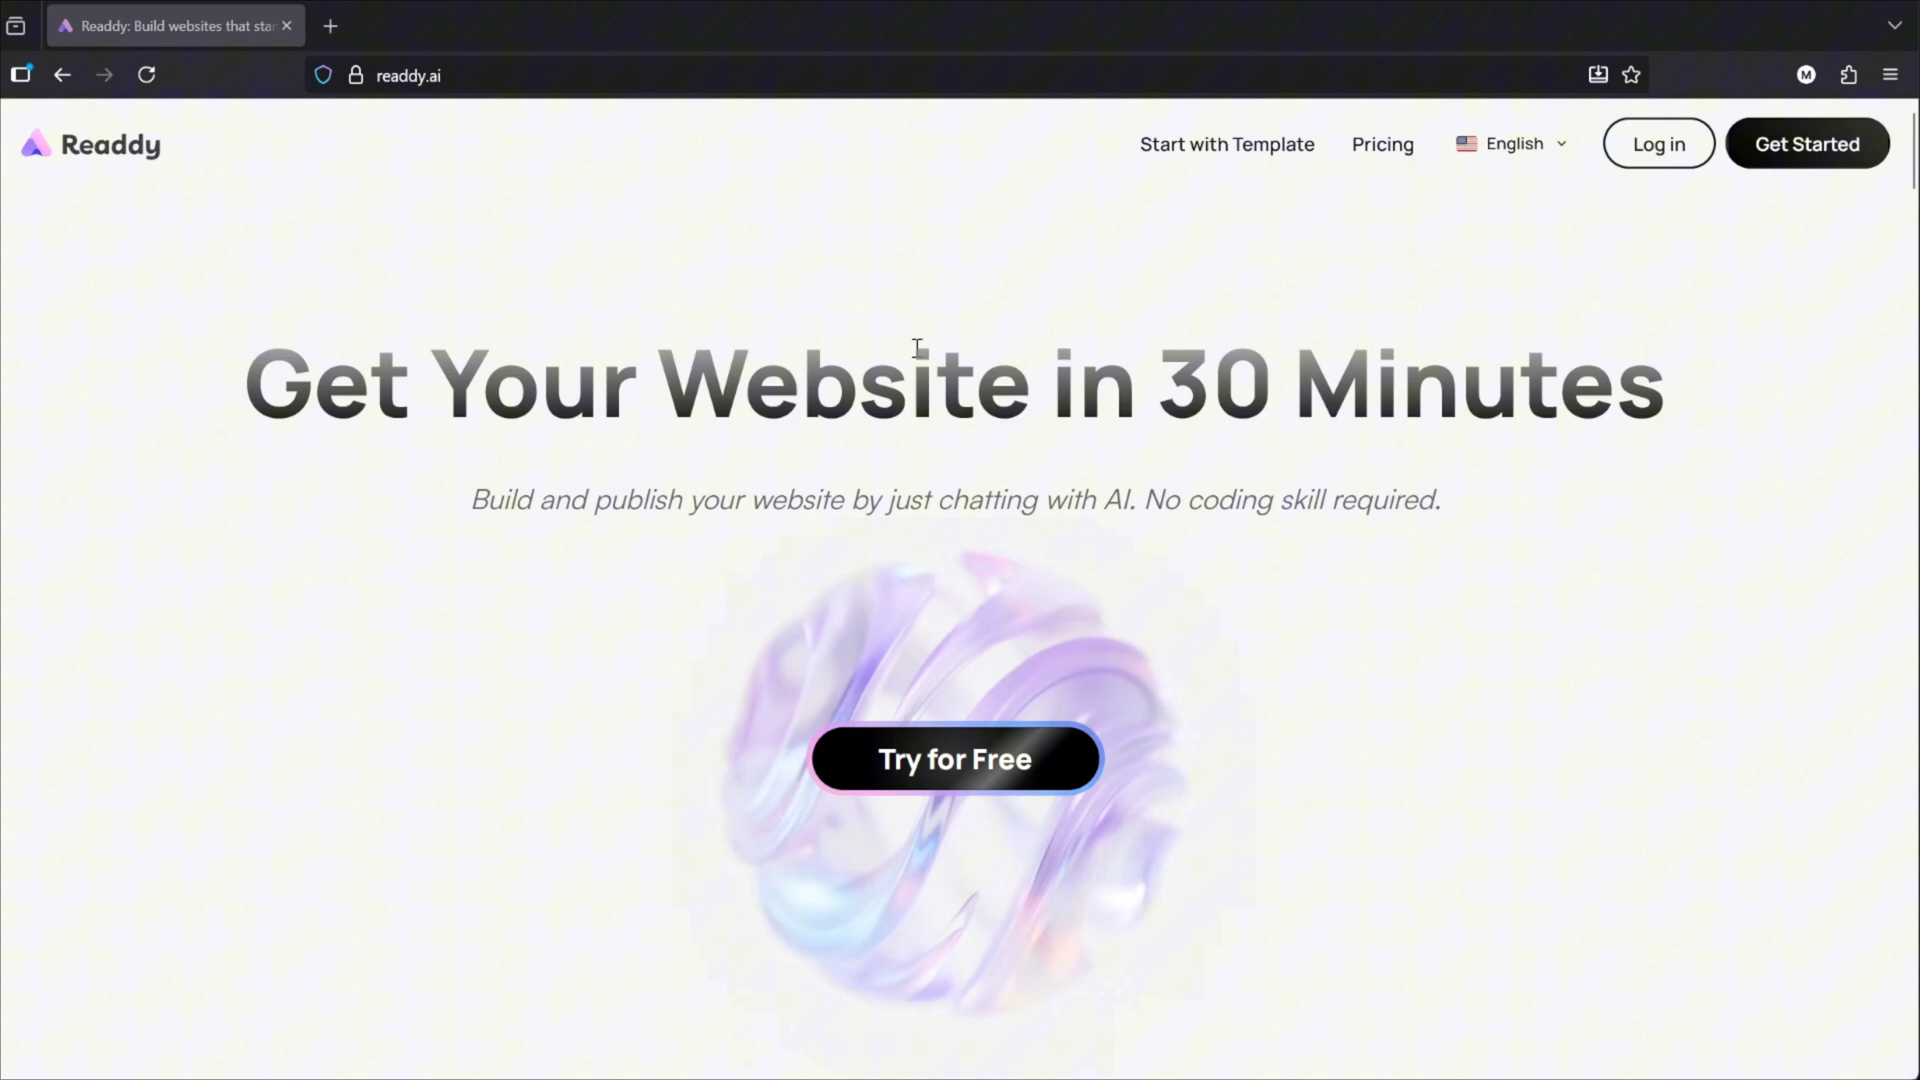 Readdy: Build websites that sta
readdy.ai
M
Readdy
Start with Template
Pricing
English
Log in
Get Started
Get Your Website in 30 Minutes
Build and publish your website by just chatting with AI. No coding skill required.
Try for Free